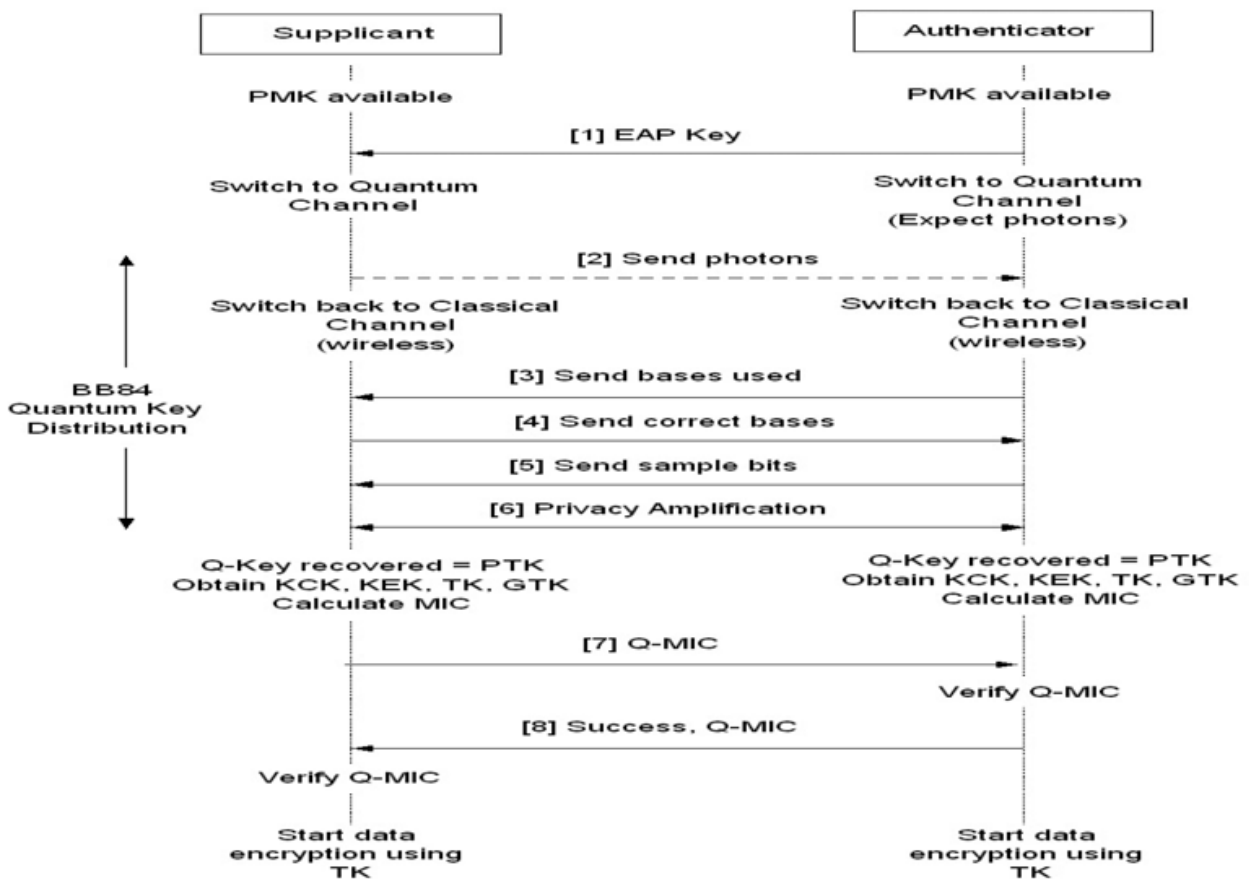 Supplicant
Authenticator
PMK available
PMK available
[1] EAP Key
Switch to Quantum
Channel
Switch to Quantum
Channel
(Expect photons)
[2] Send photons
Switch back to Classical
Channel
(wireless)
Switch back to Classical
Channel
(wireless)
BB84
Quantum Key
Distribution
[3] Send bases used
[4] Send correct bases
[5] Send sample bits
[6] Privacy Amplification
Q-Key recovered = PTK
Obtain KCK, KEK, TK, GTK
Calculate MIC
Q-Key recovered = PTK
Obtain KCK, KEK, TK, GTK
Calculate MIC
[7] Q-MIC
Verify Q-MIC
[8] Success, Q-MIC
Verify Q-MIC
Start data
encryption using
TK
Start data
encryption using
TK